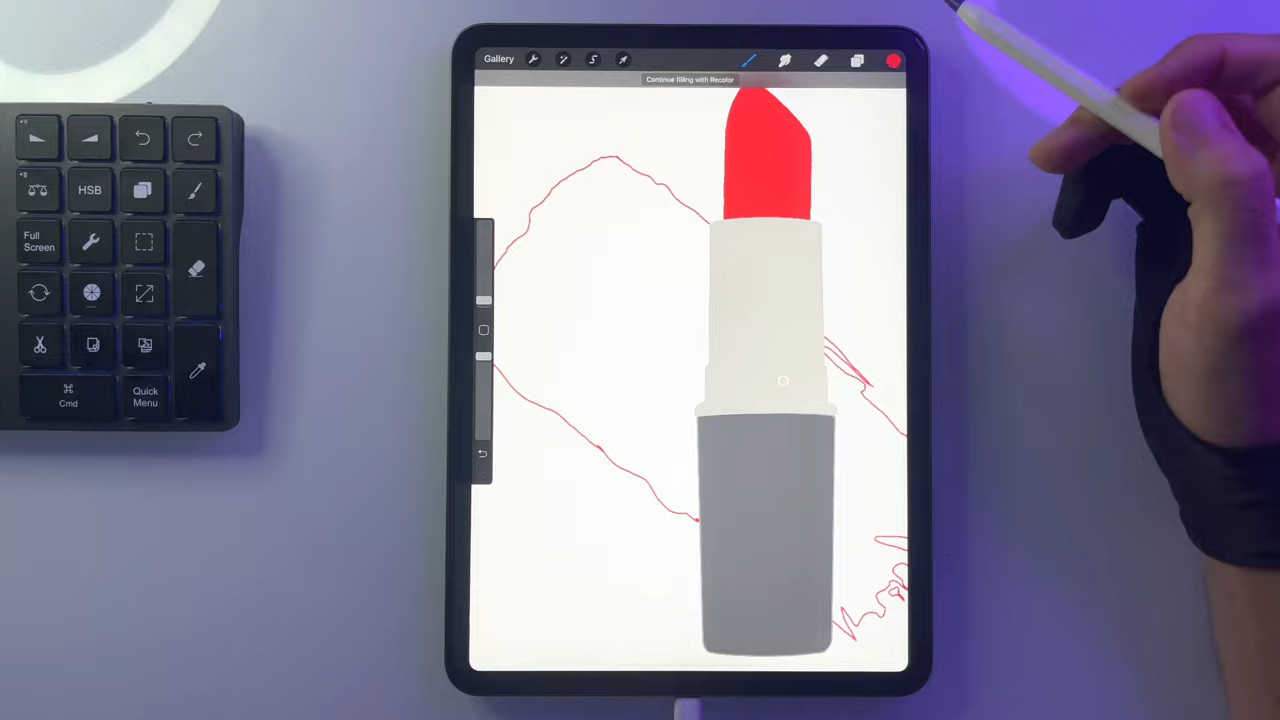 Gallery
Continue filling with Recolor
HSB
Full
Screen
Cmd
Quick
Menu